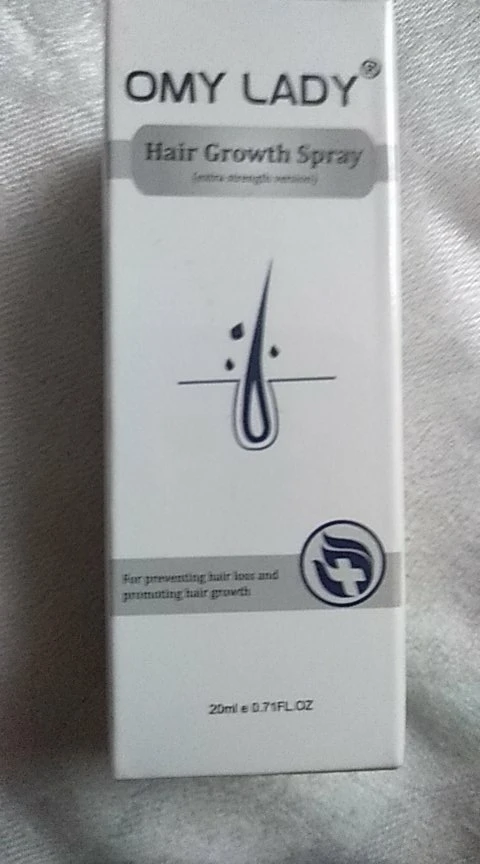 OMY LADY®
Hair Growth Spray
(extra strength version)
For preventing hair loss and
promoting hair growth
20ml e 0.71FL.OZ